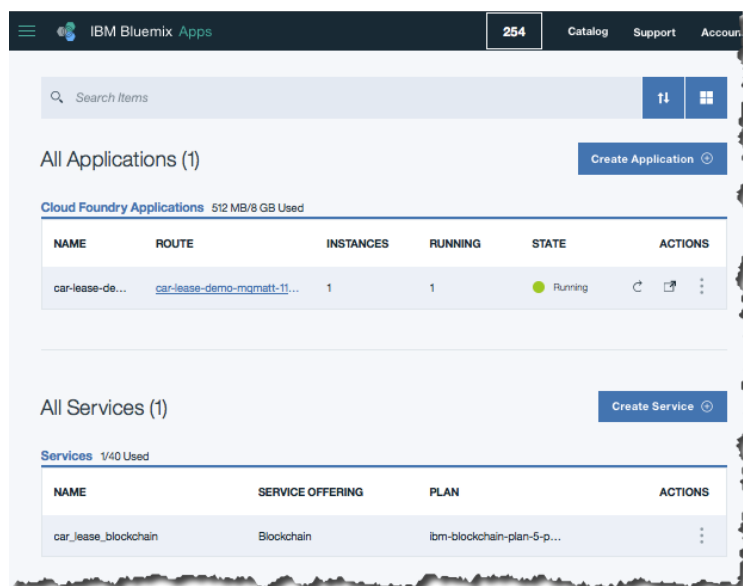 IBM Bluemix Apps 254 Catalog Support Accoun
Search Items
All Applications (1) Create Application
Cloud Foundry Applications 512 MB/8 GB Used
NAME ROUTE INSTANCES RUNNING STATE ACTIONS
car-lease-de... car-lease-demo-mqmatt-11... 1 1 Running
All Services (1) Create Service
Services 1/40 Used
NAME SERVICE OFFERING PLAN ACTIONS
car_lease_blockchain Blockchain ibm-blockchain-plan-5-p...